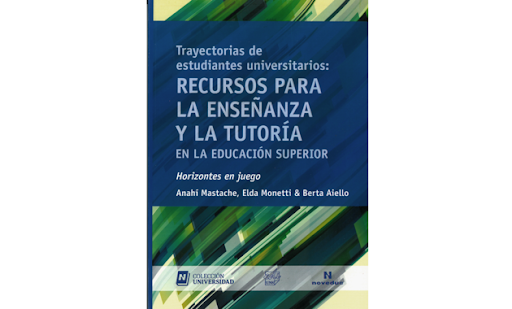 Trayectorias de
estudiantes universitarios:
RECURSOS PARA
LA ENSEÑANZA
Y LA TUTORÍA
EN LA EDUCACIÓN SUPERIOR
Horizontes en juego
Anahí Mastache, Elda Monetti & Berta Aiello
N COLECCIÓN
UNIVERSIDAD
N
noveduc